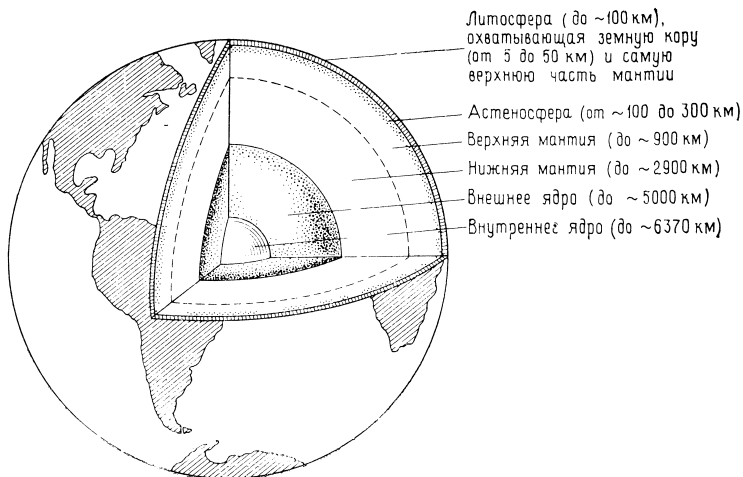 Литосфера (до ~100 км),
охватывающая земную кору
(от 5 до 50 км) и самую
верхнюю часть мантии
Астеносфера (от ~100 до 300 км)
Верхняя мантия (до ~900 км)
Нижняя мантия (до ~2900 км)
Внешнее ядро (до ~5000 км)
Внутреннее ядро (до ~6370 км)